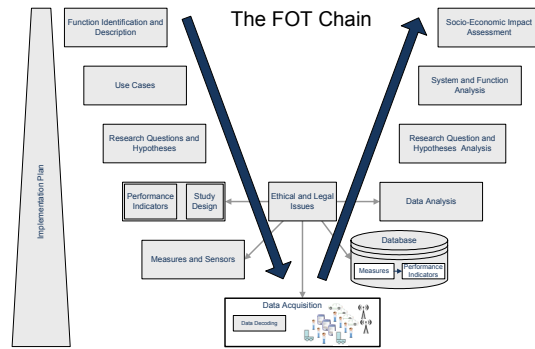 The FOT Chain
Implementation Plan
Function Identification and
Description
Use Cases
Research Questions and
Hypotheses
Performance
Indicators
Study
Design
Measures and Sensors
Ethical and Legal
Issues
Data Acquisition
Data Decoding
Database
Measures
Performance
Indicators
Data Analysis
Research Question and
Hypotheses Analysis
System and Function
Analysis
Socio-Economic Impact
Assessment